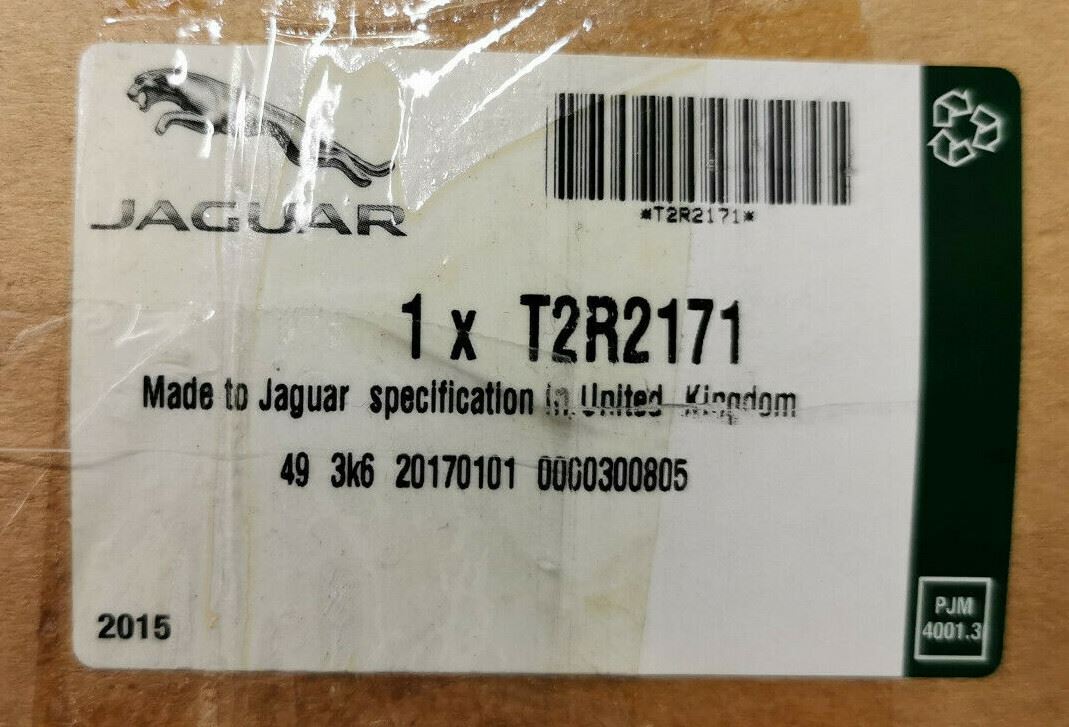 JAGUAR
*T2R2171*
1 x T2R2171
Made to Jaguar specification in United Kingdom
49 3k6 20170101 0000300805
2015
PJM
4001.3